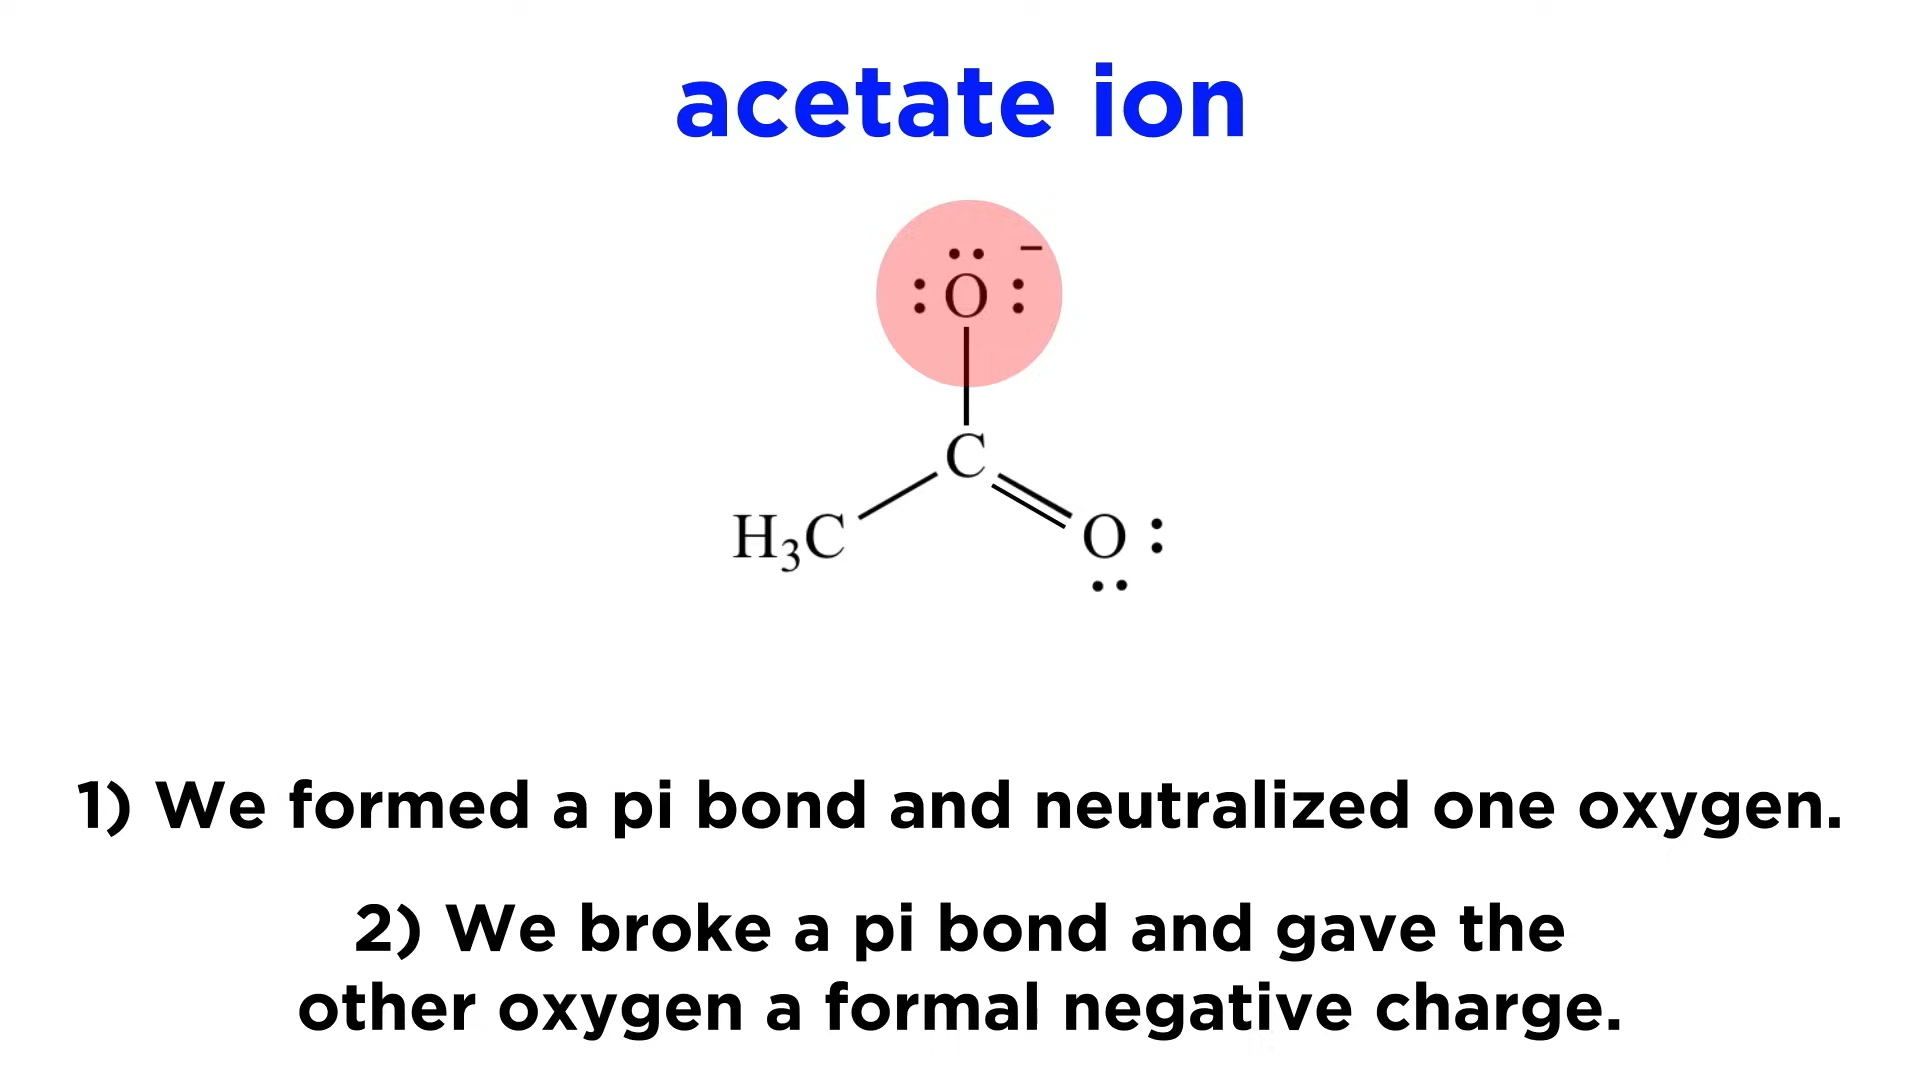 acetate ion
O −
C
H₃C
O
1) We formed a pi bond and neutralized one oxygen.
2) We broke a pi bond and gave the
other oxygen a formal negative charge.